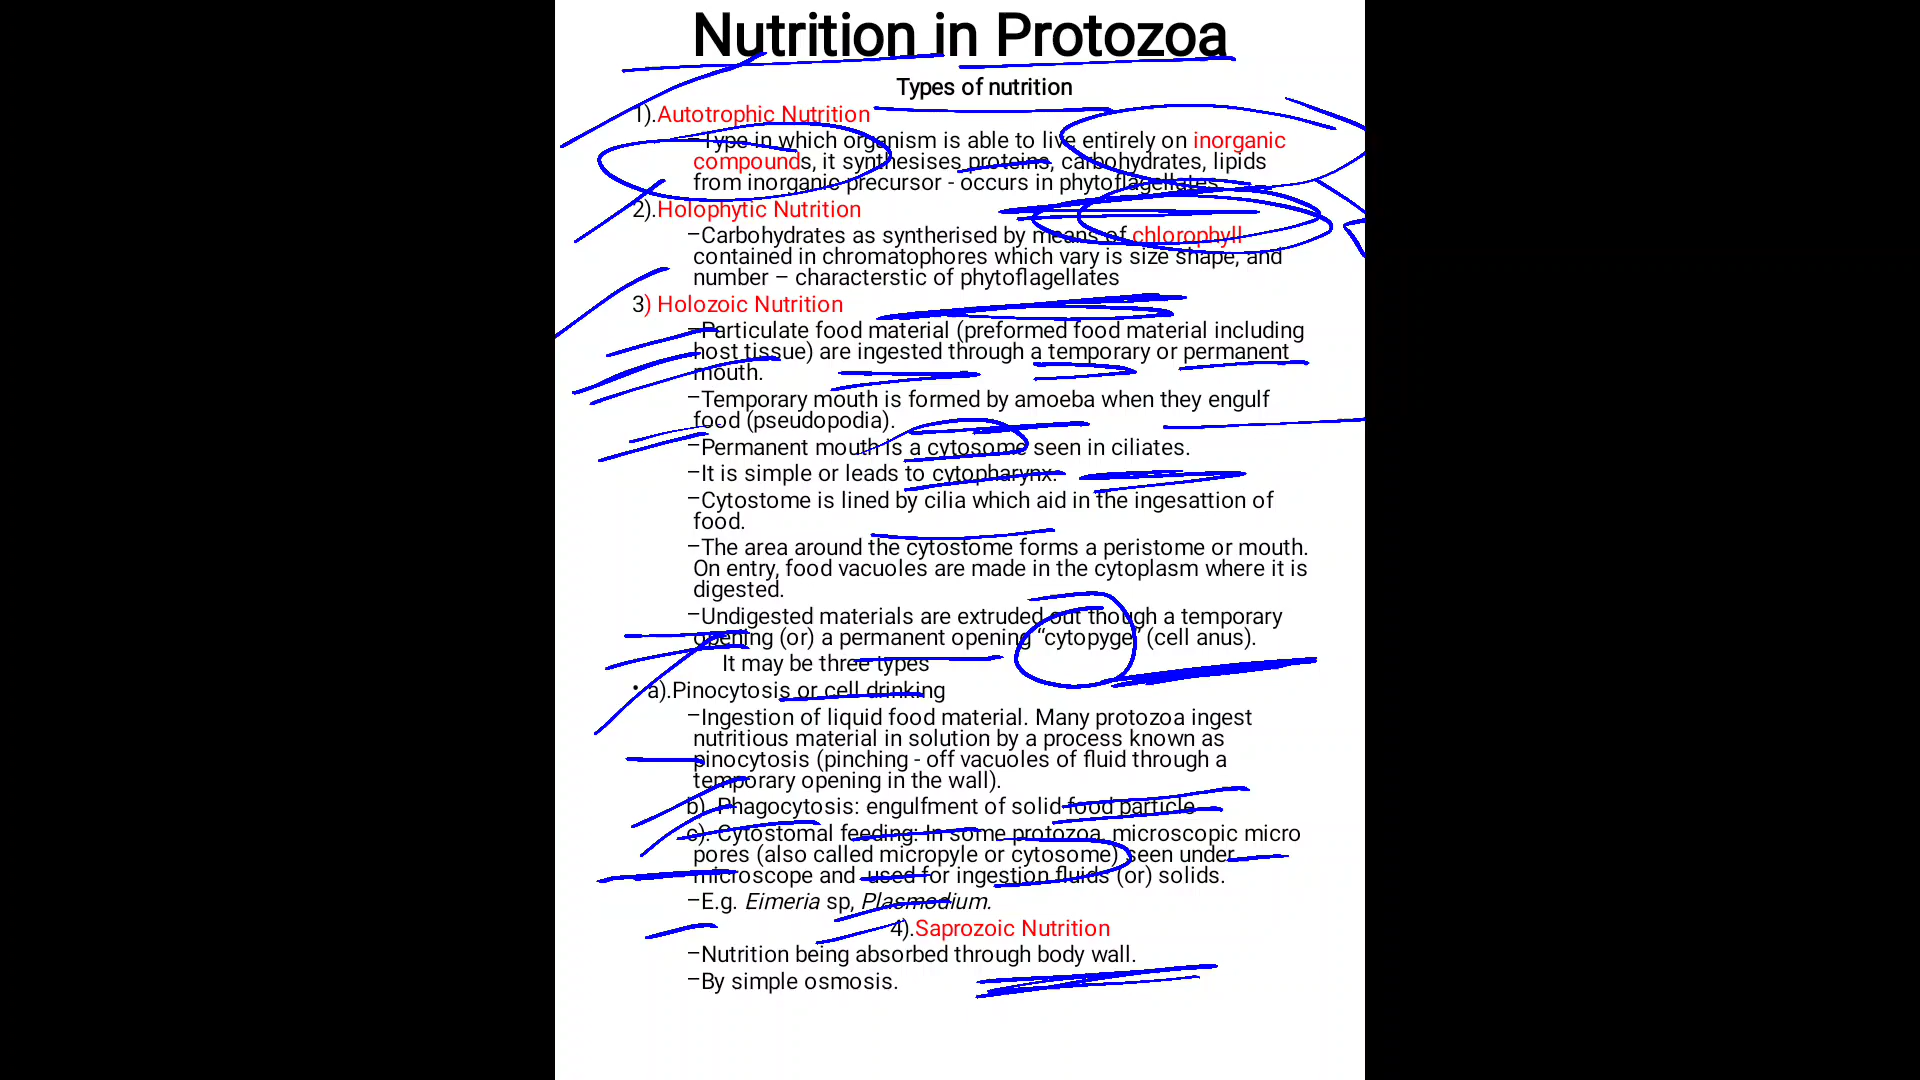 Nutrition in Protozoa
Types of nutrition
1).Autotrophic Nutrition
–Type in which organism is able to live entirely on inorganic
compounds, it synthesises proteins, carbohydrates, lipids
from inorganic precursor - occurs in phytoflagellates
2).Holophytic Nutrition
–Carbohydrates as syntherised by means of chlorophyll
contained in chromatophores which vary is size shape, and
number – characterstic of phytoflagellates
3) Holozoic Nutrition
–Particulate food material (preformed food material including
host tissue) are ingested through a temporary or permanent
mouth.
–Temporary mouth is formed by amoeba when they engulf
food (pseudopodia).
–Permanent mouth is a cytosome seen in ciliates.
–It is simple or leads to cytopharynx.
–Cytostome is lined by cilia which aid in the ingesattion of
food.
–The area around the cytostome forms a peristome or mouth.
On entry, food vacuoles are made in the cytoplasm where it is
digested.
–Undigested materials are extruded out though a temporary
opening (or) a permanent opening “cytopyge” (cell anus).
It may be three types
• a).Pinocytosis or cell drinking
–Ingestion of liquid food material. Many protozoa ingest
nutritious material in solution by a process known as
pinocytosis (pinching - off vacuoles of fluid through a
temporary opening in the wall).
b). Phagocytosis: engulfment of solid food particle
c). Cytostomal feeding: In some protozoa, microscopic micro
pores (also called micropyle or cytosome) seen under
microscope and used for ingestion fluids (or) solids.
–E.g. Eimeria sp, Plasmodium.
4).Saprozoic Nutrition
–Nutrition being absorbed through body wall.
–By simple osmosis.